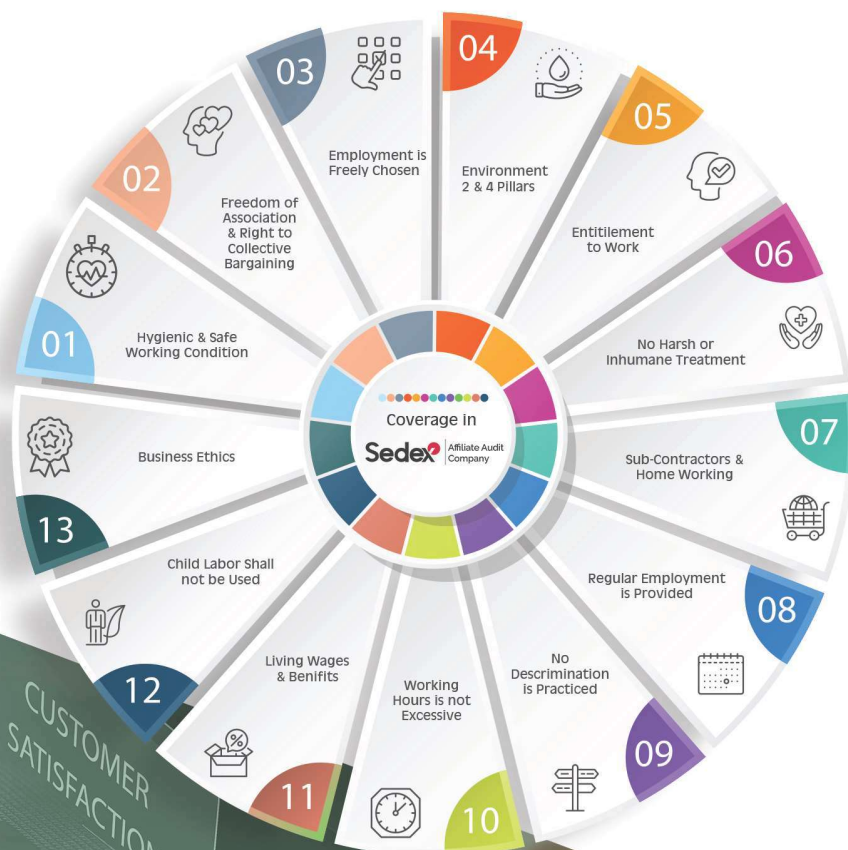 01
Hygienic & Safe
Working Condition
02
Freedom of
Association
& Right to
Collective
Bargaining
03
Employment is
Freely Chosen
04
Environment
2 & 4 Pillars
05
Entitilement
to Work
06
No Harsh or
Inhumane Treatment
07
Sub-Contractors &
Home Working
08
Regular Employment
is Provided
09
No
Descrimination
is Practiced
10
Working
Hours is not
Excessive
11
Living Wages
& Benifits
12
Child Labor Shall
not be Used
13
Business Ethics
Coverage in
Sedex
Affiliate Audit
Company
CUSTOMER
SATISFACTION